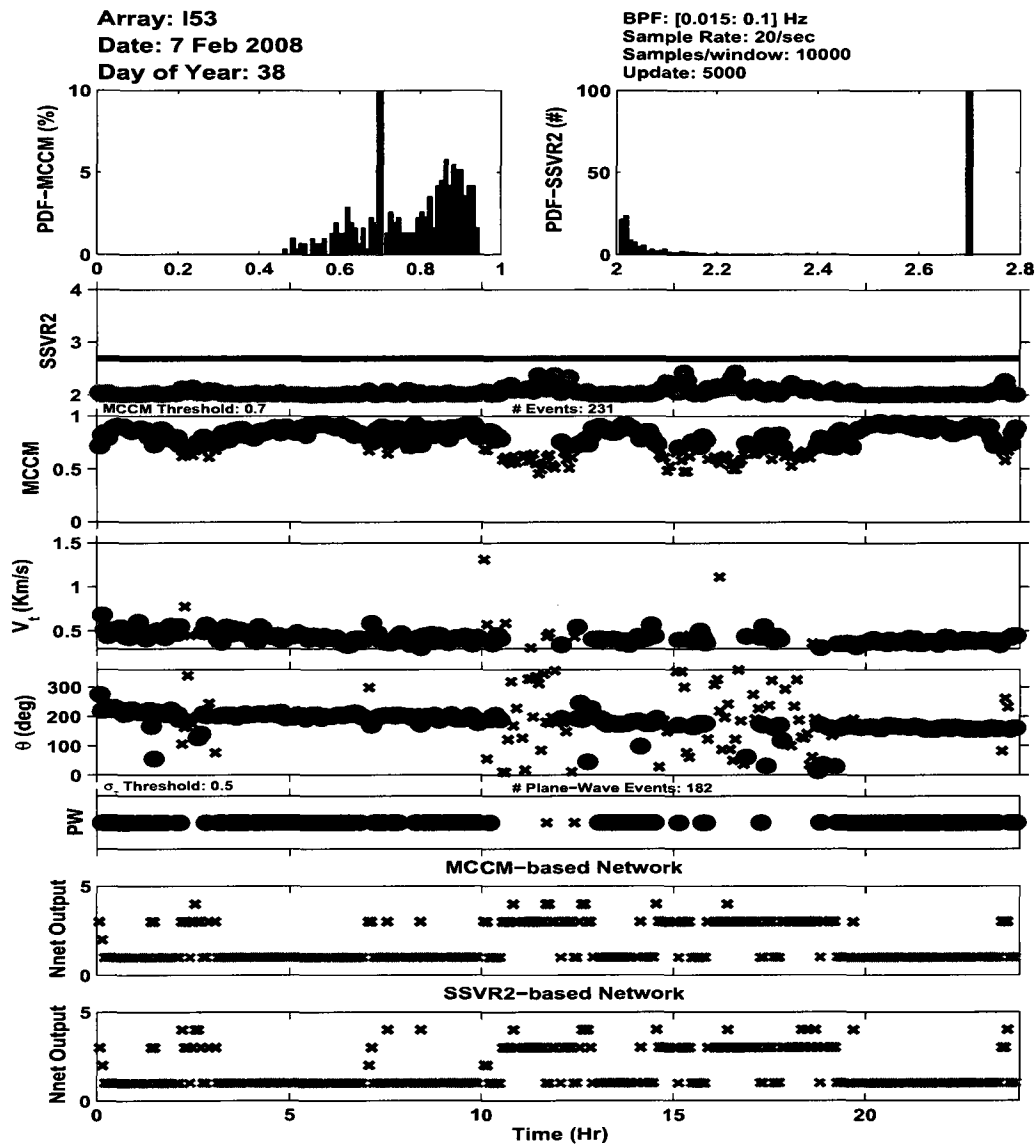 Array: I53
Date: 7 Feb 2008
Day of Year: 38
BPF: [0.015: 0.1] Hz
Sample Rate: 20/sec
Samples/window: 10000
Update: 5000
PDF-MCCM (%)
10
5
0
0 0.2 0.4 0.6 0.8 1
PDF-SSVR2 (#)
100
50
0
2 2.2 2.4 2.6 2.8
SSVR2
4
3
2
MCCM Threshold: 0.7 # Events: 231
MCCM
1
0.5
0
Vt (Km/s)
1.5
1
0.5
θ (deg)
300
200
100
0
στ Threshold: 0.5 # Plane-Wave Events: 182
PW
MCCM-based Network
Nnet Output
5
0
SSVR2-based Network
Nnet Output
5
0
0 5 10 15 20
Time (Hr)